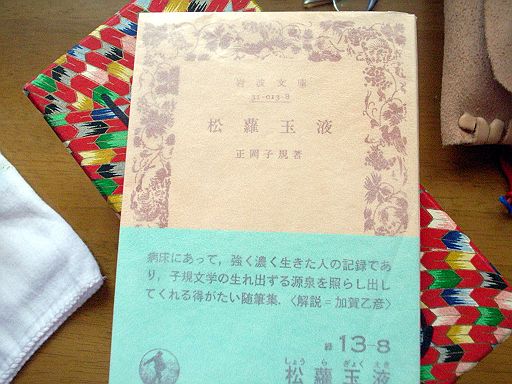 岩波文庫
31-013-8
松蘿玉液
正岡子規著
病床にあって，強く濃く生きた人の記録であ
り，子規文学の生れ出ずる源泉を照らし出し
てくれる得がたい随筆集．〈解説＝加賀乙彦〉
緑 13-8
しょう ら ぎょく えき
松蘿玉液